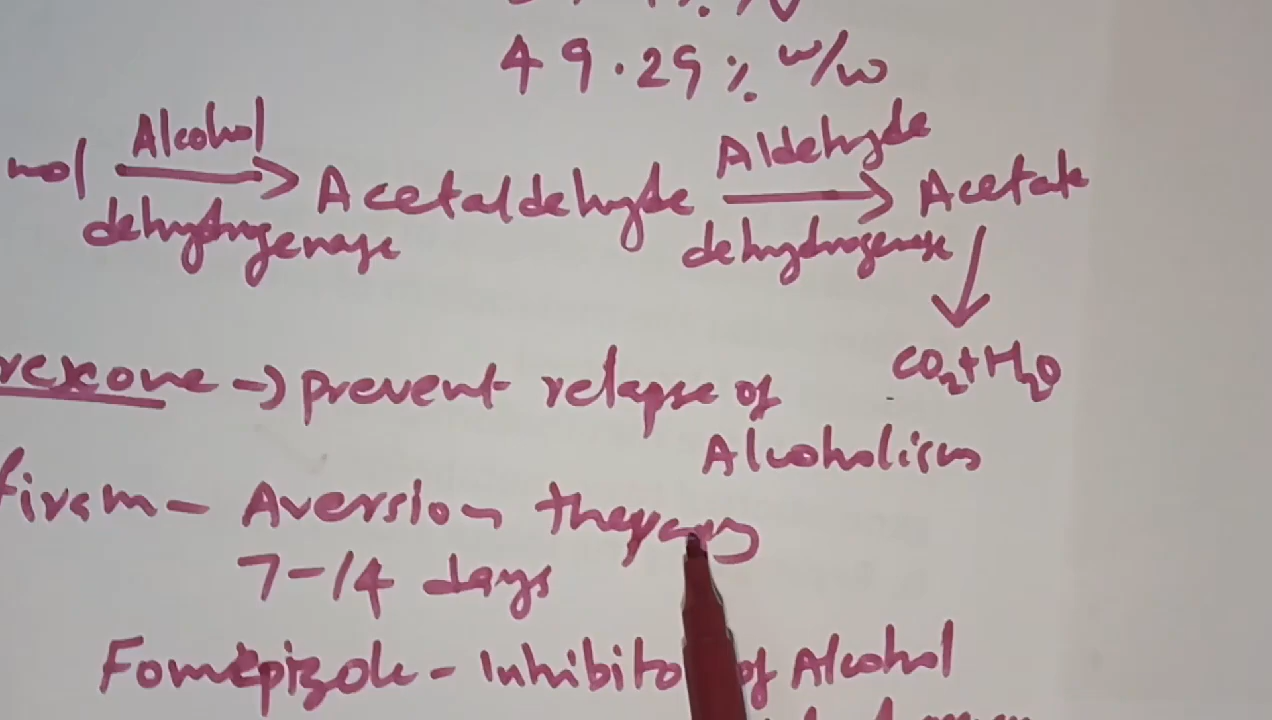 49.29% w/w
nol Alcohol dehydrogenase → Acetaldehyde Aldehyde dehydrogenase → Acetate
↓
CO2+H2O
rexone → prevent relapse of
Alcoholism
firam - Aversion therapy
7-14 days
Fomepizole - Inhibito of Alcohol